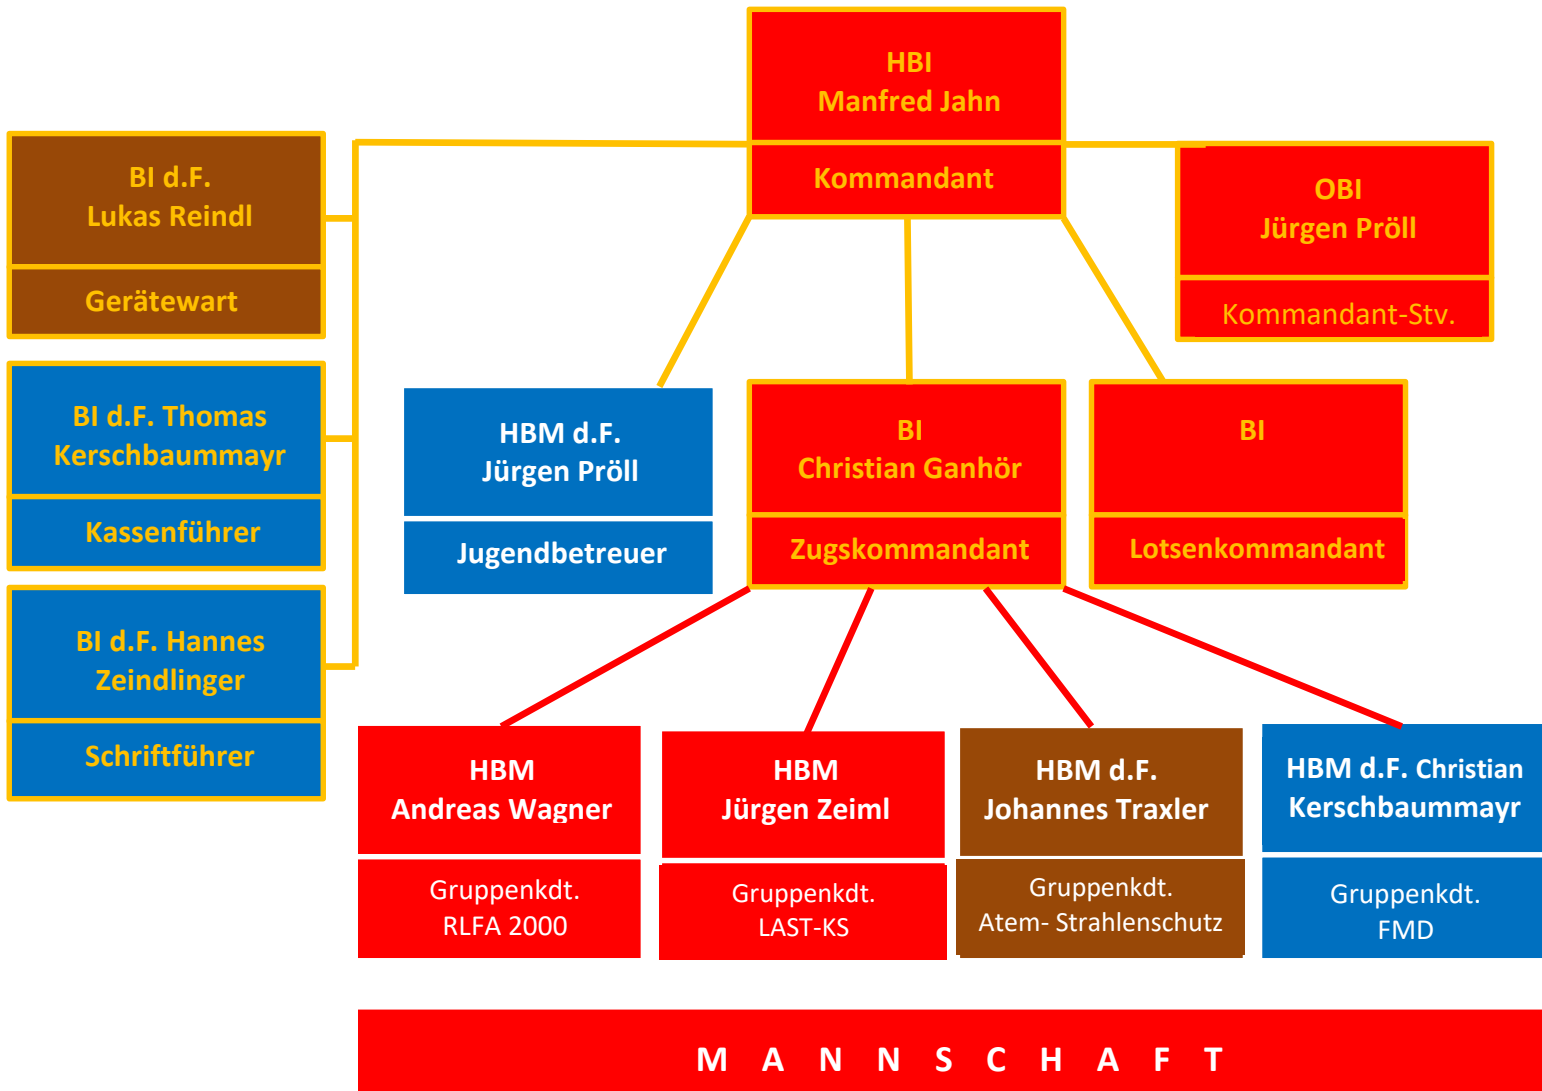 HBI
Manfred Jahn
Kommandant
BI d.F.
Lukas Reindl
Gerätewart
OBI
Jürgen Pröll
Kommandant-Stv.
BI d.F. Thomas
Kerschbaummayr
Kassenführer
HBM d.F.
Jürgen Pröll
Jugendbetreuer
BI
Christian Ganhör
Zugskommandant
BI
Lotsenkommandant
BI d.F. Hannes
Zeindlinger
Schriftführer
HBM
Andreas Wagner
Gruppenkdt.
RLFA 2000
HBM
Jürgen Zeiml
Gruppenkdt.
LAST-KS
HBM d.F.
Johannes Traxler
Gruppenkdt.
Atem- Strahlenschutz
HBM d.F. Christian
Kerschbaummayr
Gruppenkdt.
FMD
M A N N S C H A F T